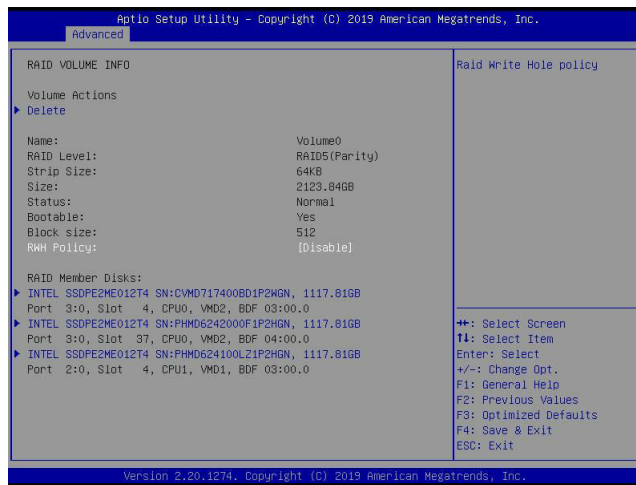 Aptio Setup Utility – Copyright (C) 2019 American Megatrends, Inc.
Advanced
RAID VOLUME INFO
Volume Actions
Delete
Name: Volume0
RAID Level: RAID5(Parity)
Strip Size: 64KB
Size: 2123.84GB
Status: Normal
Bootable: Yes
Block size: 512
RWH Policy: [Disable]
RAID Member Disks:
INTEL SSDPE2ME012T4 SN:CVMD717400BD1P2WGN, 1117.81GB
Port 3:0, Slot 4, CPU0, VMD2, BDF 03:00.0
INTEL SSDPE2ME012T4 SN:PHMD6242000F1P2HGN, 1117.81GB
Port 3:0, Slot 37, CPU0, VMD2, BDF 04:00.0
INTEL SSDPE2ME012T4 SN:PHMD624100LZ1P2HGN, 1117.81GB
Port 2:0, Slot 4, CPU1, VMD1, BDF 03:00.0
Raid Write Hole policy
→←: Select Screen
↑↓: Select Item
Enter: Select
+/-: Change Opt.
F1: General Help
F2: Previous Values
F3: Optimized Defaults
F4: Save & Exit
ESC: Exit
Version 2.20.1274. Copyright (C) 2019 American Megatrends, Inc.